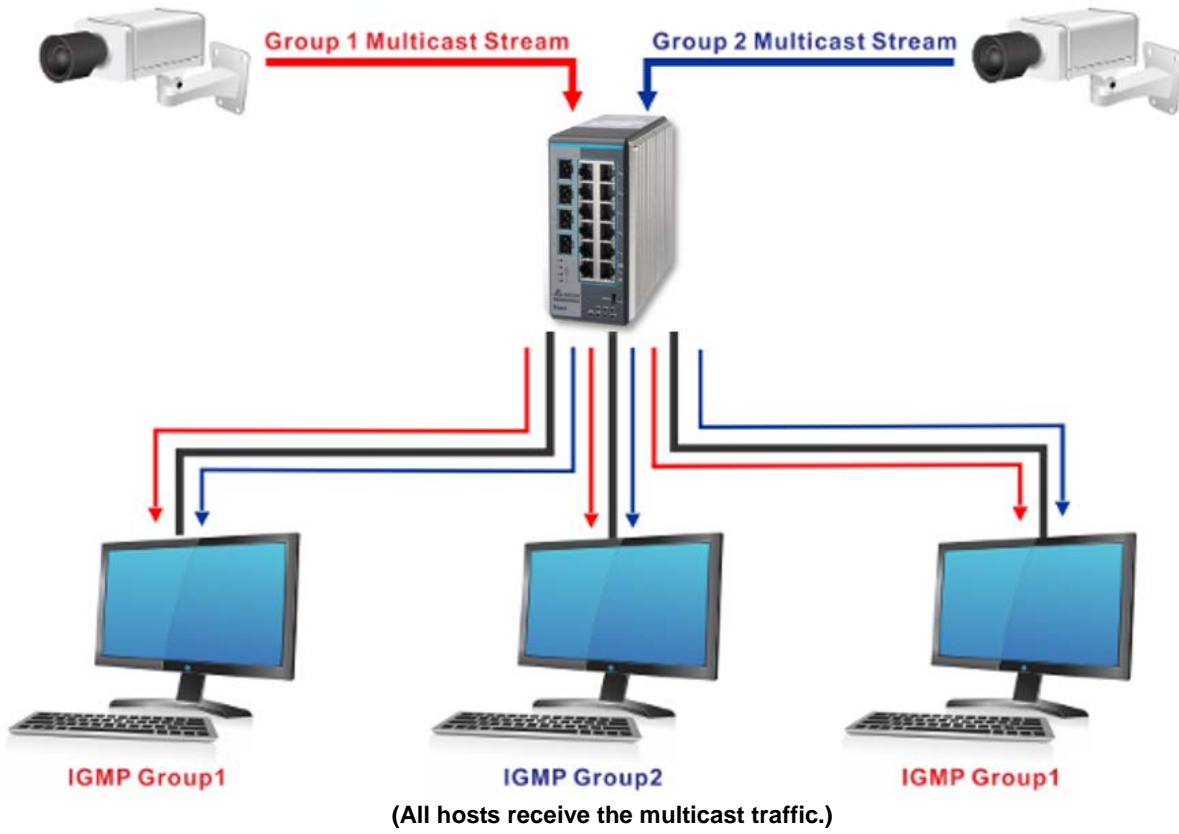 Group 1 Multicast Stream
Group 2 Multicast Stream
IGMP Group1
IGMP Group2
IGMP Group1
(All hosts receive the multicast traffic.)